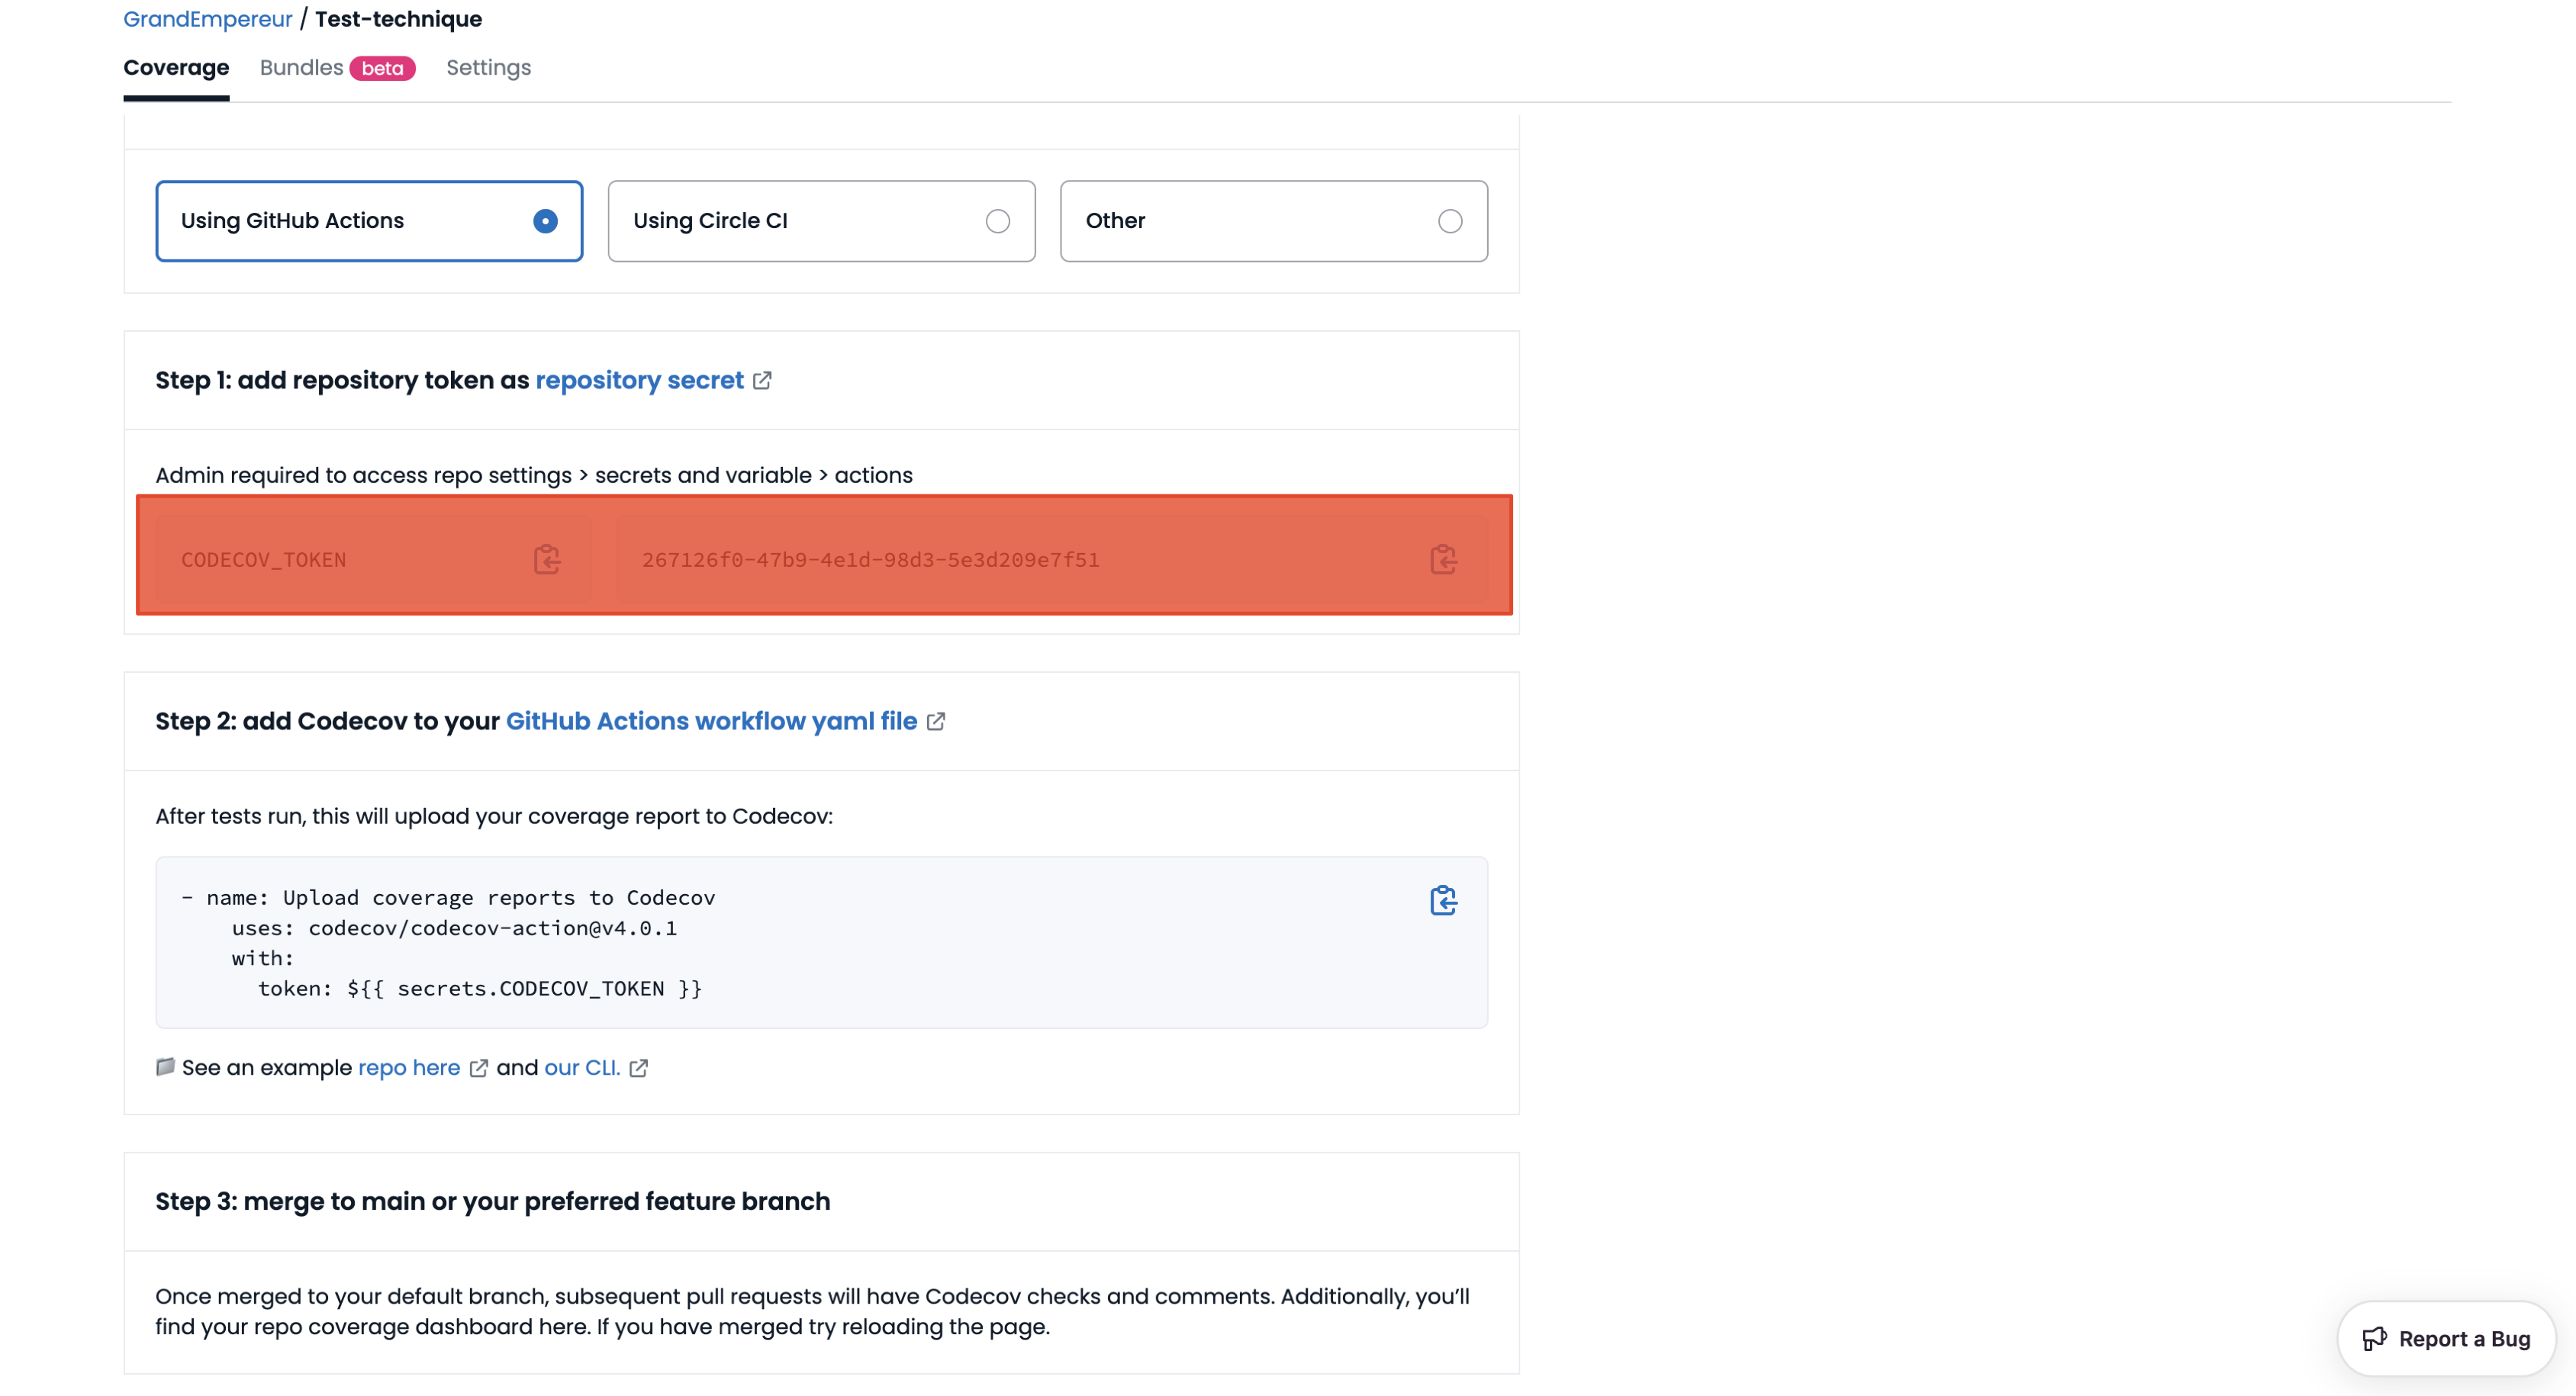 GrandEmpereur / Test-technique
Coverage Bundles beta Settings
Using GitHub Actions Using Circle CI Other
Step 1: add repository token as repository secret
Admin required to access repo settings > secrets and variable > actions
CODECOV_TOKEN 267126f0-47b9-4e1d-98d3-5e3d209e7f51
Step 2: add Codecov to your GitHub Actions workflow yaml file
After tests run, this will upload your coverage report to Codecov:
- name: Upload coverage reports to Codecov
uses: codecov/codecov-action@v4.0.1
with:
token: ${{ secrets.CODECOV_TOKEN }}
See an example repo here and our CLI.
Step 3: merge to main or your preferred feature branch
Once merged to your default branch, subsequent pull requests will have Codecov checks and comments. Additionally, you’ll
find your repo coverage dashboard here. If you have merged try reloading the page.
Report a Bug